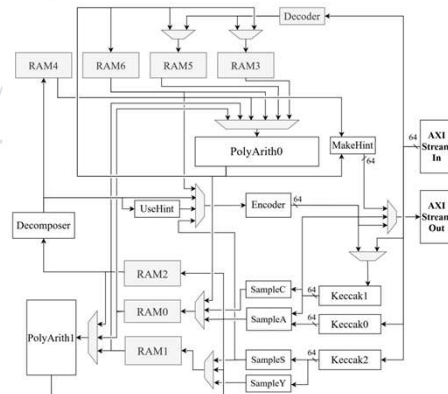 Decoder
RAM4
RAM6
RAM5
RAM3
64
AXI
Stream
In
PolyArith0
MakeHint
64
AXI
Stream
Out
UseHint
Encoder
64
Decomposer
RAM2
SampleC
64
Keccak1
RAM0
SampleA
64
Keccak0
PolyArith1
RAM1
SampleS
64
Keccak2
SampleY